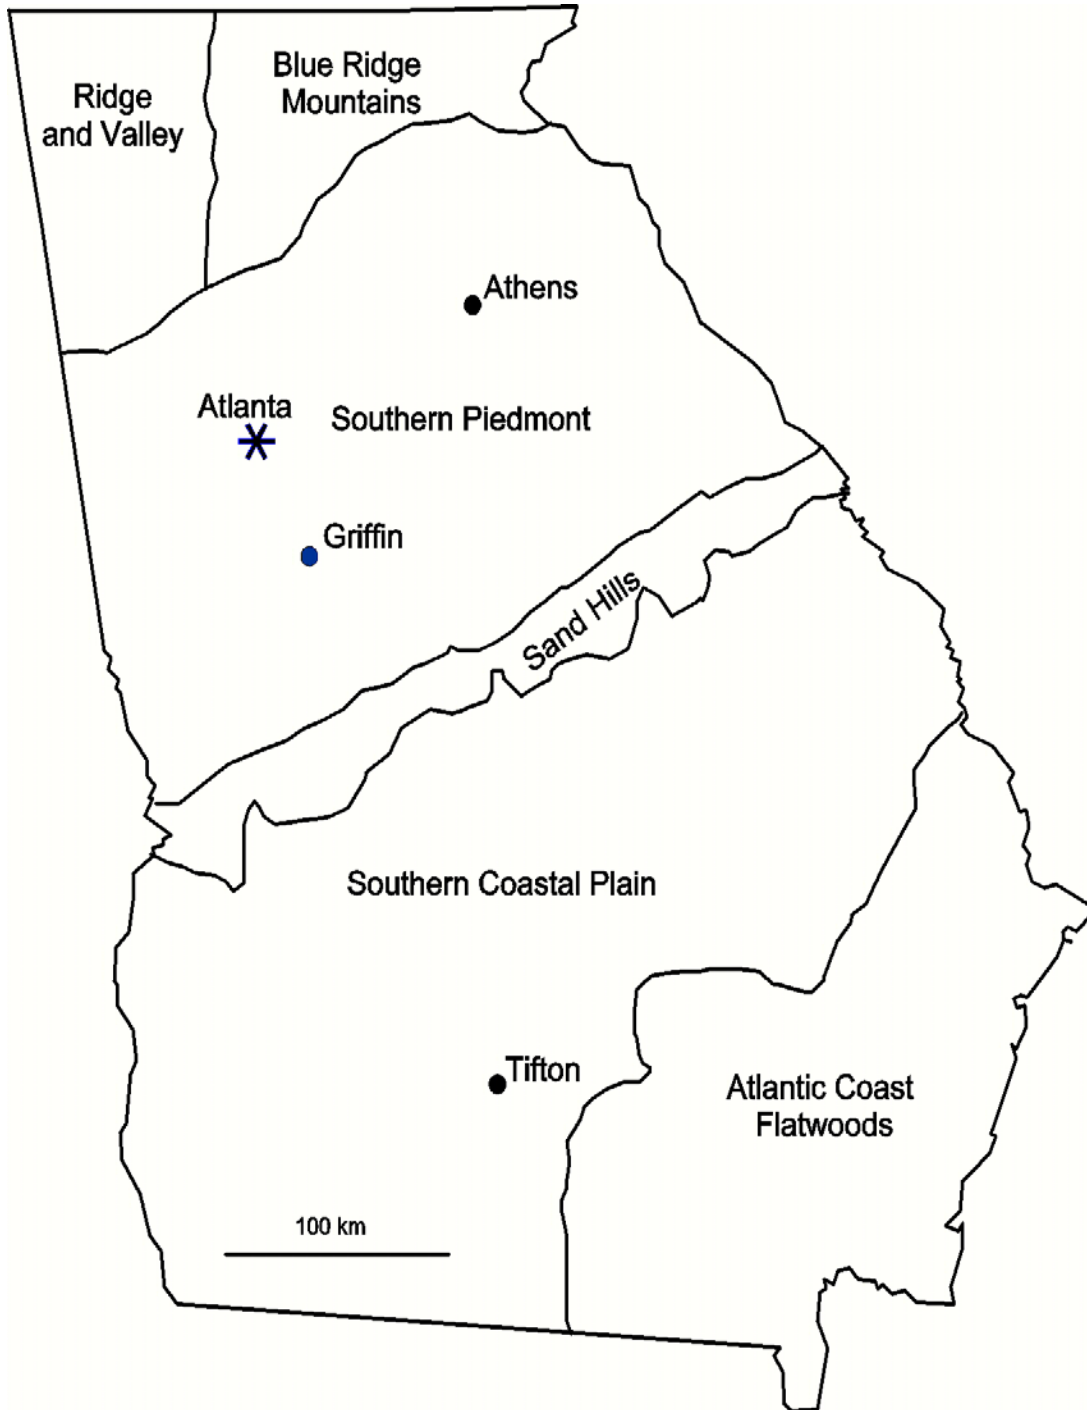 Ridge
and Valley
Blue Ridge
Mountains
Athens
Atlanta
Southern Piedmont
Griffin
Sand Hills
Southern Coastal Plain
Tifton
Atlantic Coast
Flatwoods
100 km